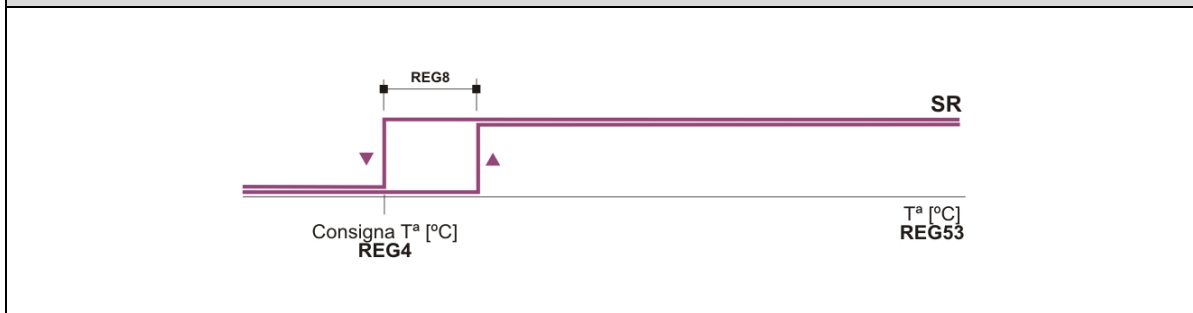 REG8
SR
Consigna Tª [ºC]
REG4
Tª [ºC]
REG53